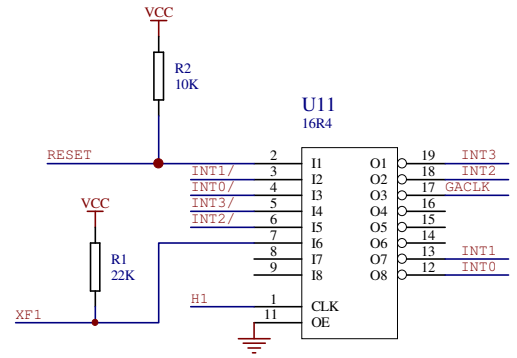 VCC
R2
10K
U11
16R4
RESET 2 I1 O1 19 INT3
INT1/ 3 I2 O2 18 INT2
INT0/ 4 I3 O3 17 GACLK
INT3/ 5 I4 O4 16
INT2/ 6 I5 O5 15
VCC
7 I6 O6 14
R1
22K
8 I7 O7 13 INT1
9 I8 O8 12 INT0
H1 1 CLK
XF1 11 OE